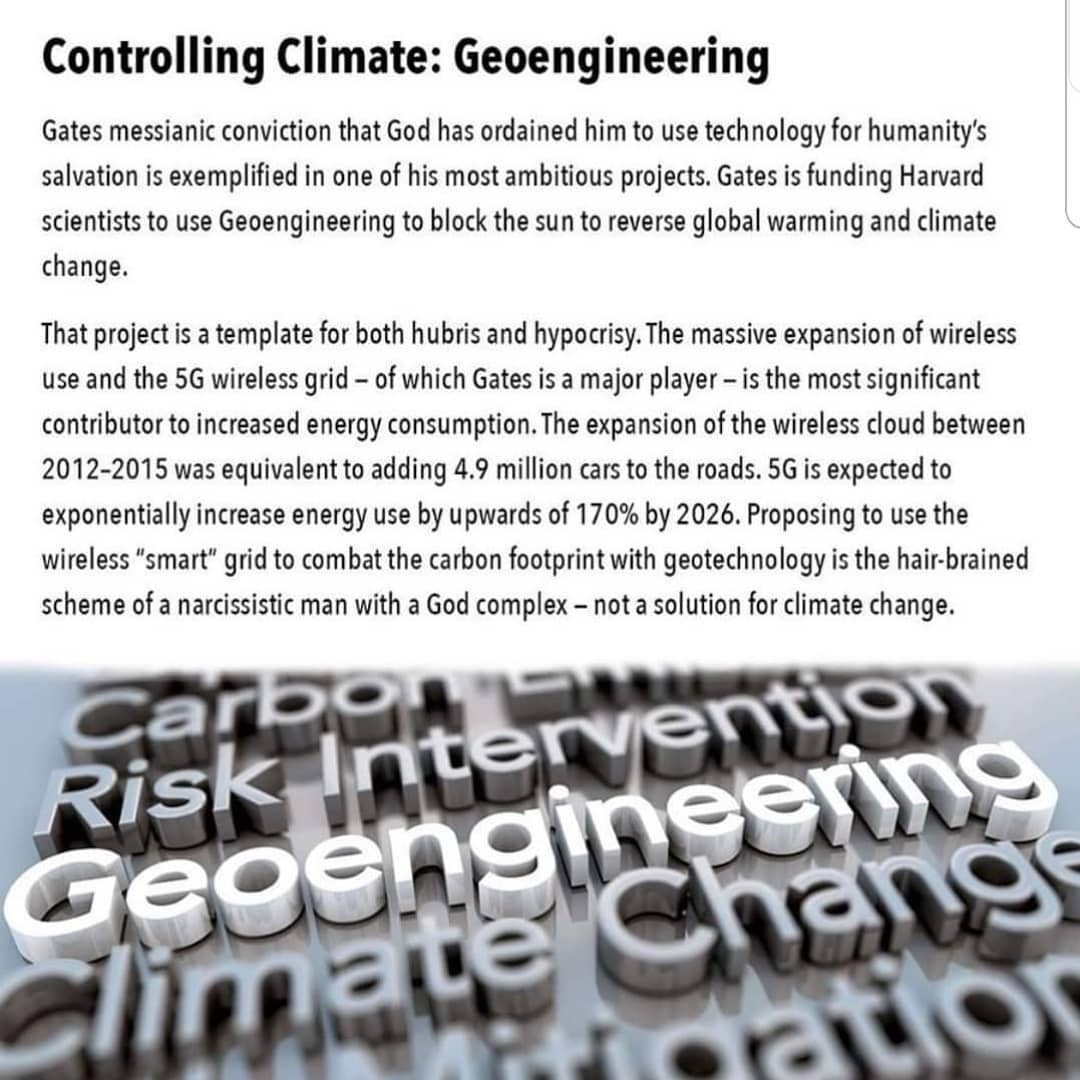 Controlling Climate: Geoengineering
Gates messianic conviction that God has ordained him to use technology for humanity's
salvation is exemplified in one of his most ambitious projects. Gates is funding Harvard
scientists to use Geoengineering to block the sun to reverse global warming and climate
change.
That project is a template for both hubris and hypocrisy. The massive expansion of wireless
use and the 5G wireless grid – of which Gates is a major player – is the most significant
contributor to increased energy consumption. The expansion of the wireless cloud between
2012–2015 was equivalent to adding 4.9 million cars to the roads. 5G is expected to
exponentially increase energy use by upwards of 170% by 2026. Proposing to use the
wireless "smart" grid to combat the carbon footprint with geotechnology is the hair-brained
scheme of a narcissistic man with a God complex – not a solution for climate change.
Carbon
Risk Intervention
Geoengineering
Climate Change